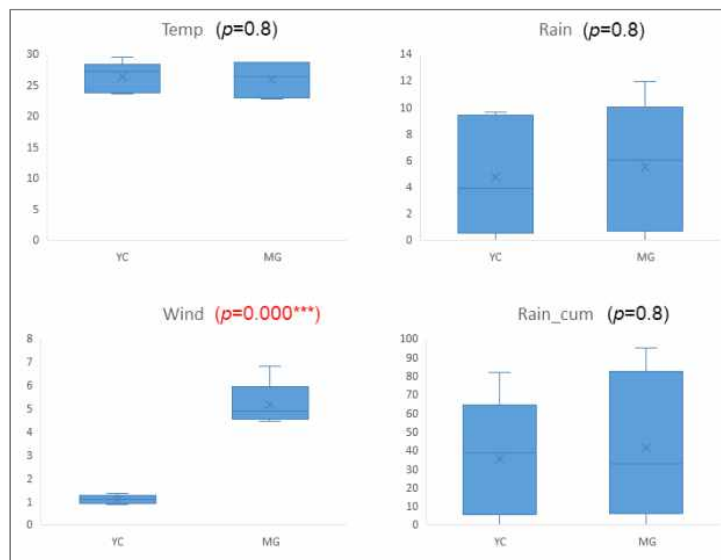 Temp (p=0.8)
30
25
20
15
10
5
0
YC
MG
Rain (p=0.8)
14
12
10
8
6
4
2
0
YC
MG
Wind (p=0.000***)
8
7
6
5
4
3
2
1
0
YC
MG
Rain_cum (p=0.8)
100
90
80
70
60
50
40
30
20
10
0
YC
MG